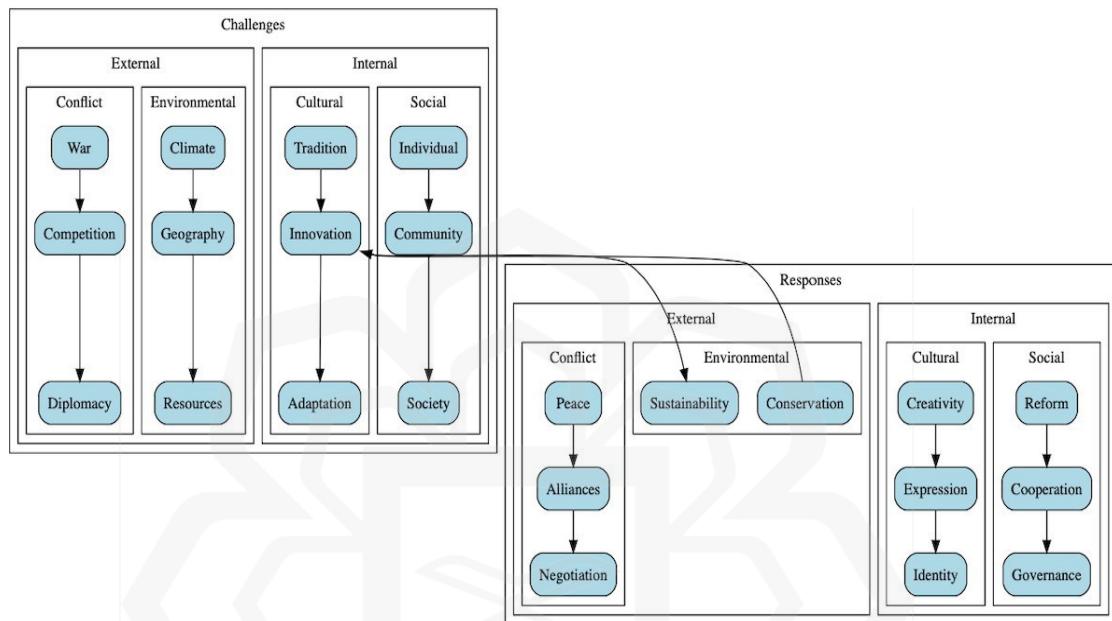 Challenges
External
Internal
Conflict
Environmental
Cultural
Social
War
Climate
Tradition
Individual
Competition
Geography
Innovation
Community
Diplomacy
Resources
Adaptation
Society
Responses
External
Internal
Conflict
Environmental
Cultural
Social
Peace
Sustainability
Conservation
Creativity
Reform
Alliances
Expression
Cooperation
Negotiation
Identity
Governance